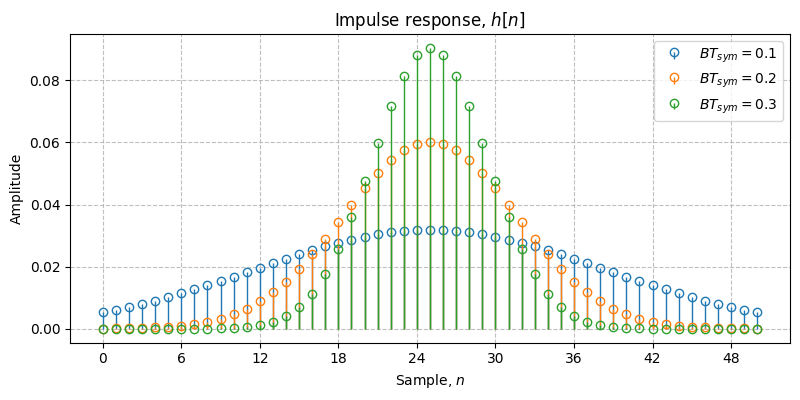 Impulse response, h[n]
Amplitude
0.08
0.06
0.04
0.02
0.00
BT_sym = 0.1
BT_sym = 0.2
BT_sym = 0.3
0 6 12 18 24 30 36 42 48
Sample, n